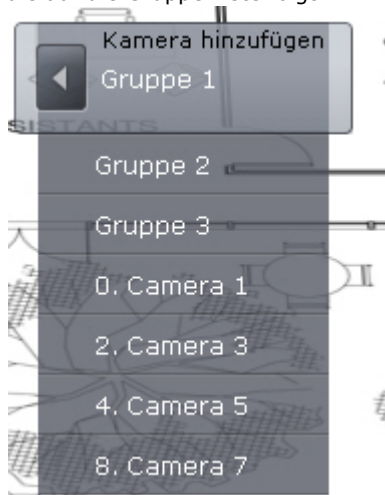 Kamera hinzufügen
Gruppe 1
SISTANTS
Gruppe 2
Gruppe 3
0. Camera 1
2. Camera 3
4. Camera 5
8. Camera 7